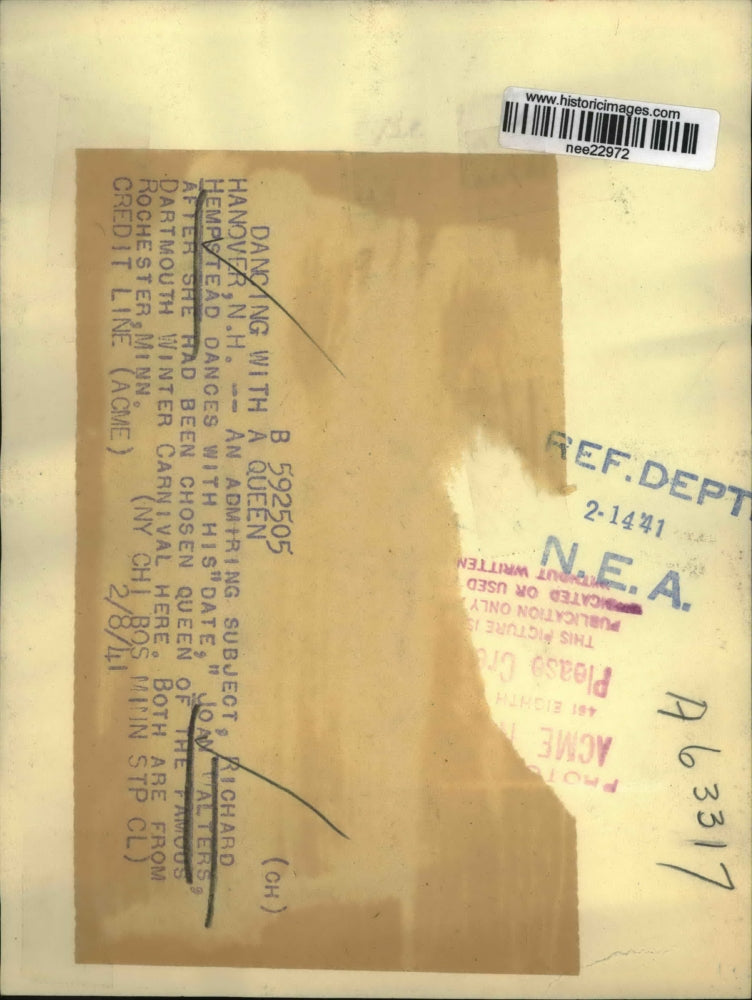 www.historicimages.com
nee22972
B 592505
(CH)
DANCING WITH A QUEEN
HANOVER, N.H. -- AN ADMIRING SUBJECT, RICHARD
HEMPSTEAD DANCES WITH HIS "DATE," JOAN WALTERS,
AFTER SHE HAD BEEN CHOSEN QUEEN OF THE FAMOUS
DARTMOUTH WINTER CARNIVAL HERE. BOTH ARE FROM
ROCHESTER, MINN. (NY CHI BOS MINN STP CL)
CREDIT LINE (ACME) 2/8/41
REF. DEPT
2-14 41
N. E. A.
PHOTO
ACME
461 EIGHTH
Please
THIS PICTURE IS
PUBLICATION ONLY
OR USED
WITHOUT WRITTEN
A 63317